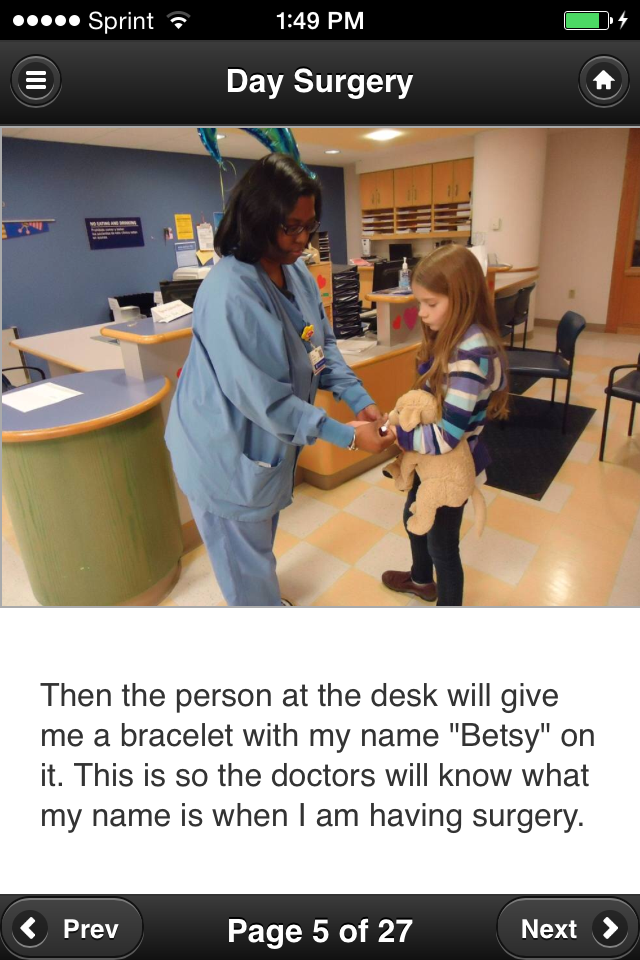 Sprint
1:49 PM
Day Surgery
NO EATING AND DRINKING
Then the person at the desk will give
me a bracelet with my name "Betsy" on
it. This is so the doctors will know what
my name is when I am having surgery.
Prev
Page 5 of 27
Next